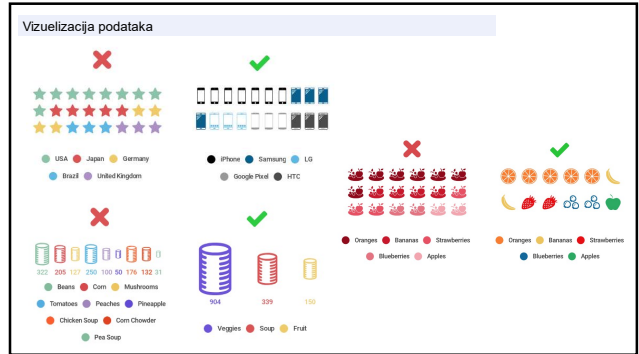 Vizuelizacija podataka
USA Japan Germany
Brazil United Kingdom
iPhone Samsung LG
Google Pixel HTC
322 205 127 250 100 50 176 132 31
Beans Corn Mushrooms
Tomatoes Peaches Pineapple
Chicken Soup Corn Chowder
Pea Soup
904 339 158
Veggies Soup Fruit
Oranges Bananas Strawberries
Blueberries Apples
Oranges Bananas Strawberries
Blueberries Apples